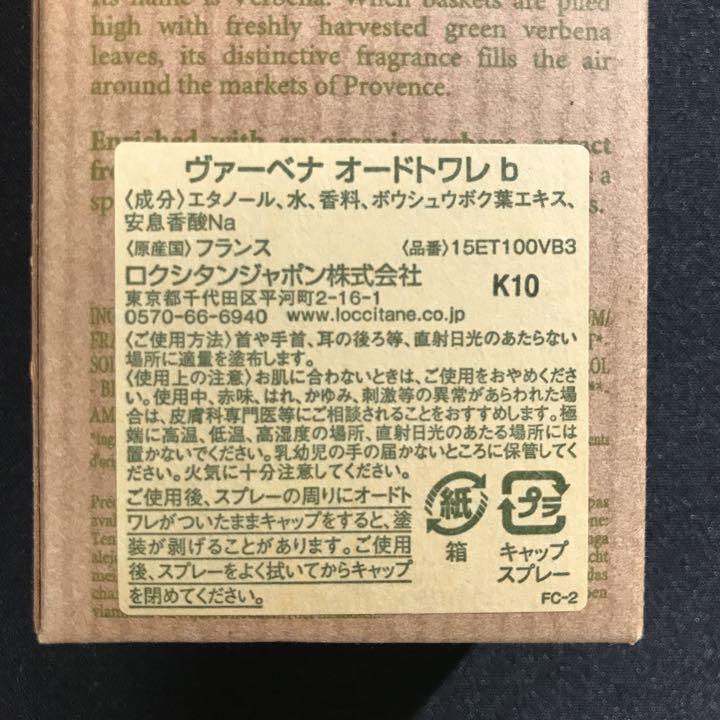 its name is Verbena. When baskets are piled
high with freshly harvested green verbena
leaves, its distinctive fragrance fills the air
around the markets of Provence.
Enriched with an organic verbena extract
ヴァーベナ オードトワレ b
〈成分〉エタノール、水、香料、ボウシュウボク葉エキス、
安息香酸Na
〈原産国〉フランス 〈品番〉15ET100VB3
ロクシタンジャポン株式会社 K10
東京都千代田区平河町2-16-1
0570-66-6940 www.loccitane.co.jp
〈ご使用方法〉首や手首、耳の後ろ等、直射日光のあたらない
場所に適量を塗布します。
〈使用上の注意〉お肌に合わないときは、ご使用をおやめくださ
い。使用中、赤味、はれ、かゆみ、刺激等の異常があらわれた場
合は、皮膚科専門医等にご相談されることをおすすめします。極
端に高温、低温、高湿度の場所、直射日光のあたる場所には
置かないでください。乳幼児の手の届かないところに保管してく
ださい。火気に十分注意してください。
ご使用後、スプレーの周りにオードト
ワレがついたままキャップをすると、塗
装が剥げることがあります。ご使用
後、スプレーをよく拭いてからキャップ
を閉めてください。
紙
箱
プラ
キャップ
スプレー
FC-2